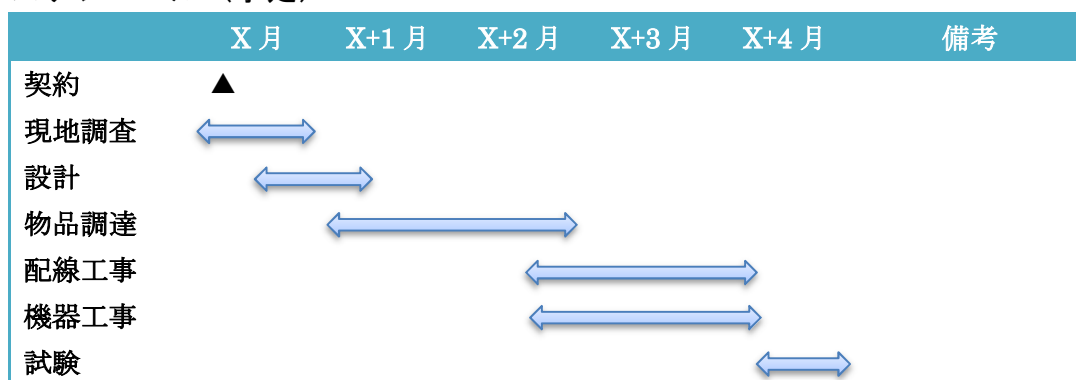 X 月 X+1 月 X+2 月 X+3 月 X+4 月 備考
契約 ▲
現地調査
設計
物品調達
配線工事
機器工事
試験